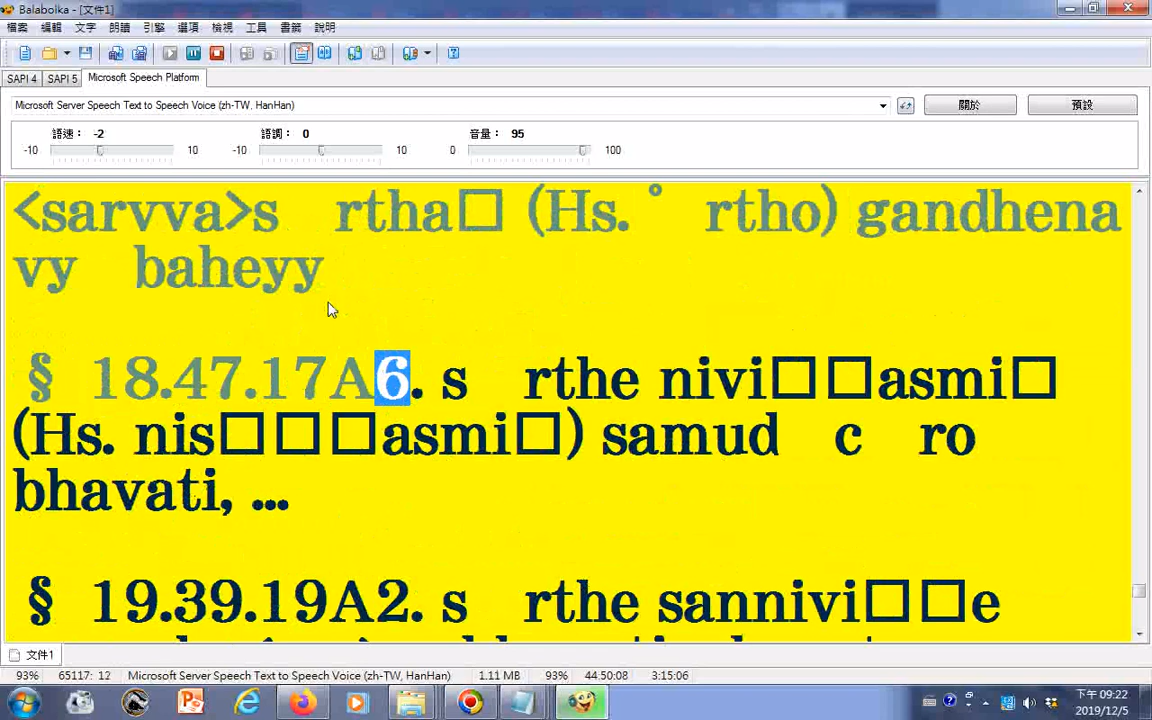 Balabolka - [文件1]
檔案 編輯 文字 朗讀 引擎 選項 檢視 工具 書籤 說明
SAPI 4 SAPI 5 Microsoft Speech Platform
Microsoft Server Speech Text to Speech Voice (zh-TW, HanHan) 關於 預設
語速： -2 語調： 0 音量： 95
-10 10 -10 10 0 100
<sarvva>s rtha□ (Hs. ° rtho) gandhena
vy baheyy
§ 18.47.17A6. s rthe nivi□□asmi□
(Hs. nis□□□asmi□) samud c ro
bhavati, ...
§ 19.39.19A2. s rthe sannivi□□e
文件1
93% 65117: 12 Microsoft Server Speech Text to Speech Voice (zh-TW, HanHan) 1.11 MB 93% 44:50:08 3:15:06
下午 09:22
2019/12/5